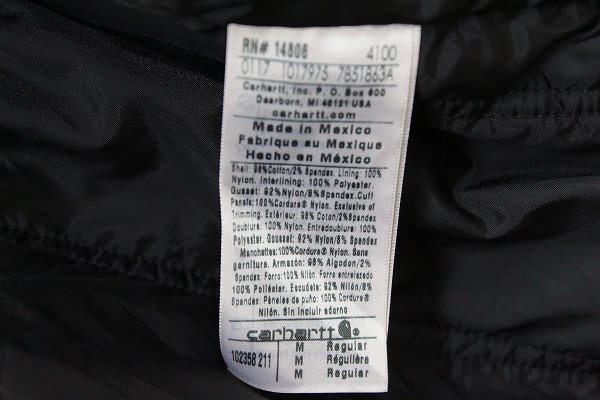 RN# 14806 4100
0117 1017975 7851863A
Carhartt, Inc. P. O. Box 600
Dearborn, MI 48121 USA
carhartt.com
Made in Mexico
Fabrique au Mexique
Hecho en México
Shell: 98%Cotton/2% Spandex. Lining: 100%
Nylon. Interlining: 100% Polyester.
Gusset: 92%Nylon/8%Spandex.Cuff
Panels: 100%Cordura® Nylon. Exclusive of
Trimming. Extérieur: 98% Coton/2%Spandex
Doublure: 100% Nylon. Entredoublure: 100%
Polyester. Gousset: 92% Nylon/8% Spandex
Manchettes:100%Cordura® Nylon. Sans
garniture. Armazón: 98% Algodon/2%
Spandex. Forro:100% Nilón. Forro entrelazado
100% Poliéster. Escudete: 92% Nilón/8%
Spandex. Páneles de puño: 100% Cordura®
Nilón. Sin incluir adorno
carhartt
102358 211 M Regular
M Régulière
M Regular